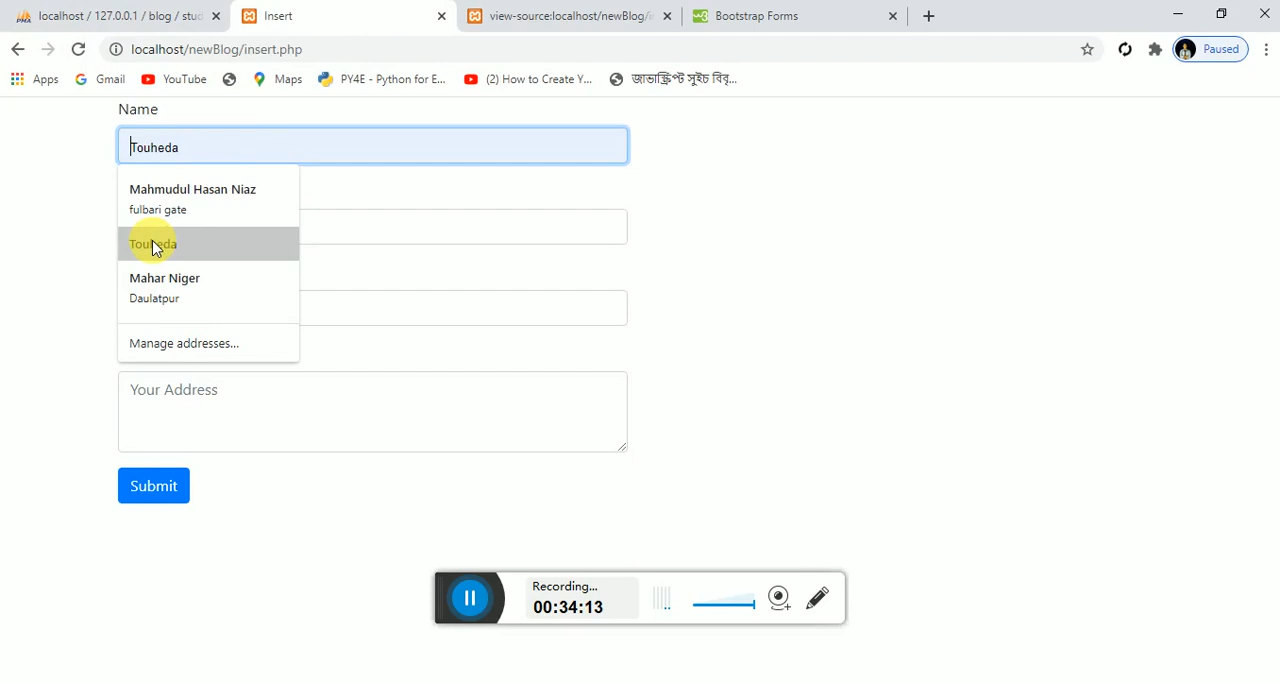 localhost / 127.0.0.1 / blog / stud
Insert
view-source:localhost/newBlog/i
Bootstrap Forms
localhost/newBlog/insert.php
Paused
Apps
Gmail
YouTube
Maps
PY4E - Python for E...
(2) How to Create Y...
জাভাস্ক্রিপ্ট সুইচ বিবৃ...
Name
Touheda
Mahmudul Hasan Niaz
fulbari gate
Touheda
Mahar Niger
Daulatpur
Manage addresses...
Your Address
Submit
Recording...
00:34:13